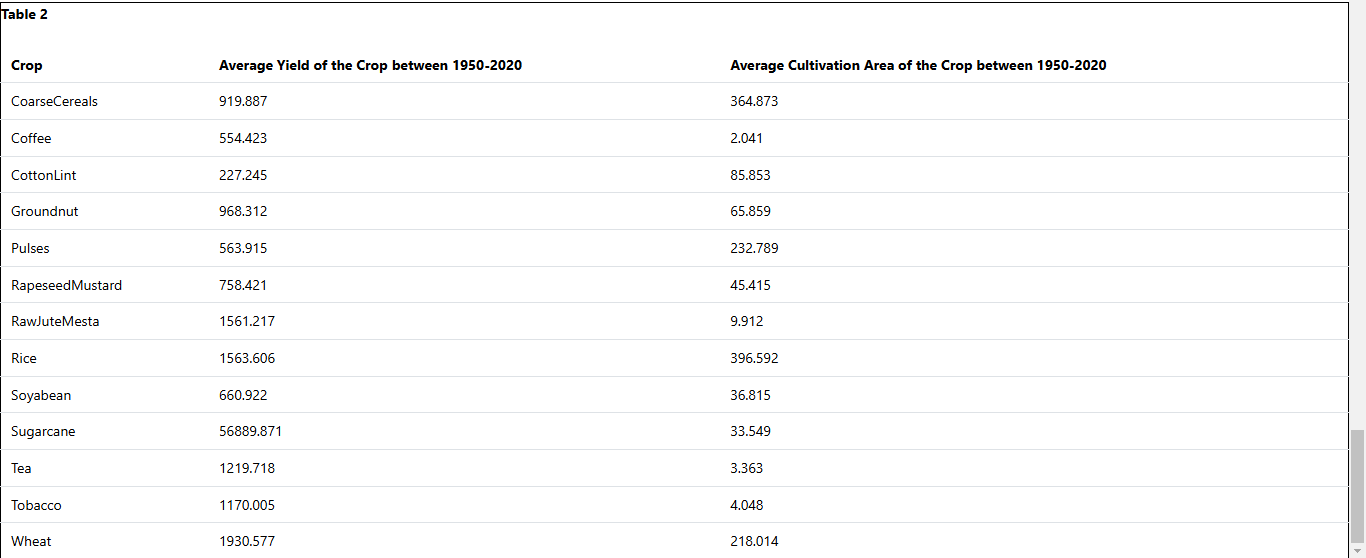 Table 2
Crop Average Yield of the Crop between 1950-2020 Average Cultivation Area of the Crop between 1950-2020
CoarseCereals 919.887 364.873
Coffee 554.423 2.041
CottonLint 227.245 85.853
Groundnut 968.312 65.859
Pulses 563.915 232.789
RapeseedMustard 758.421 45.415
RawJuteMesta 1561.217 9.912
Rice 1563.606 396.592
Soyabean 660.922 36.815
Sugarcane 56889.871 33.549
Tea 1219.718 3.363
Tobacco 1170.005 4.048
Wheat 1930.577 218.014